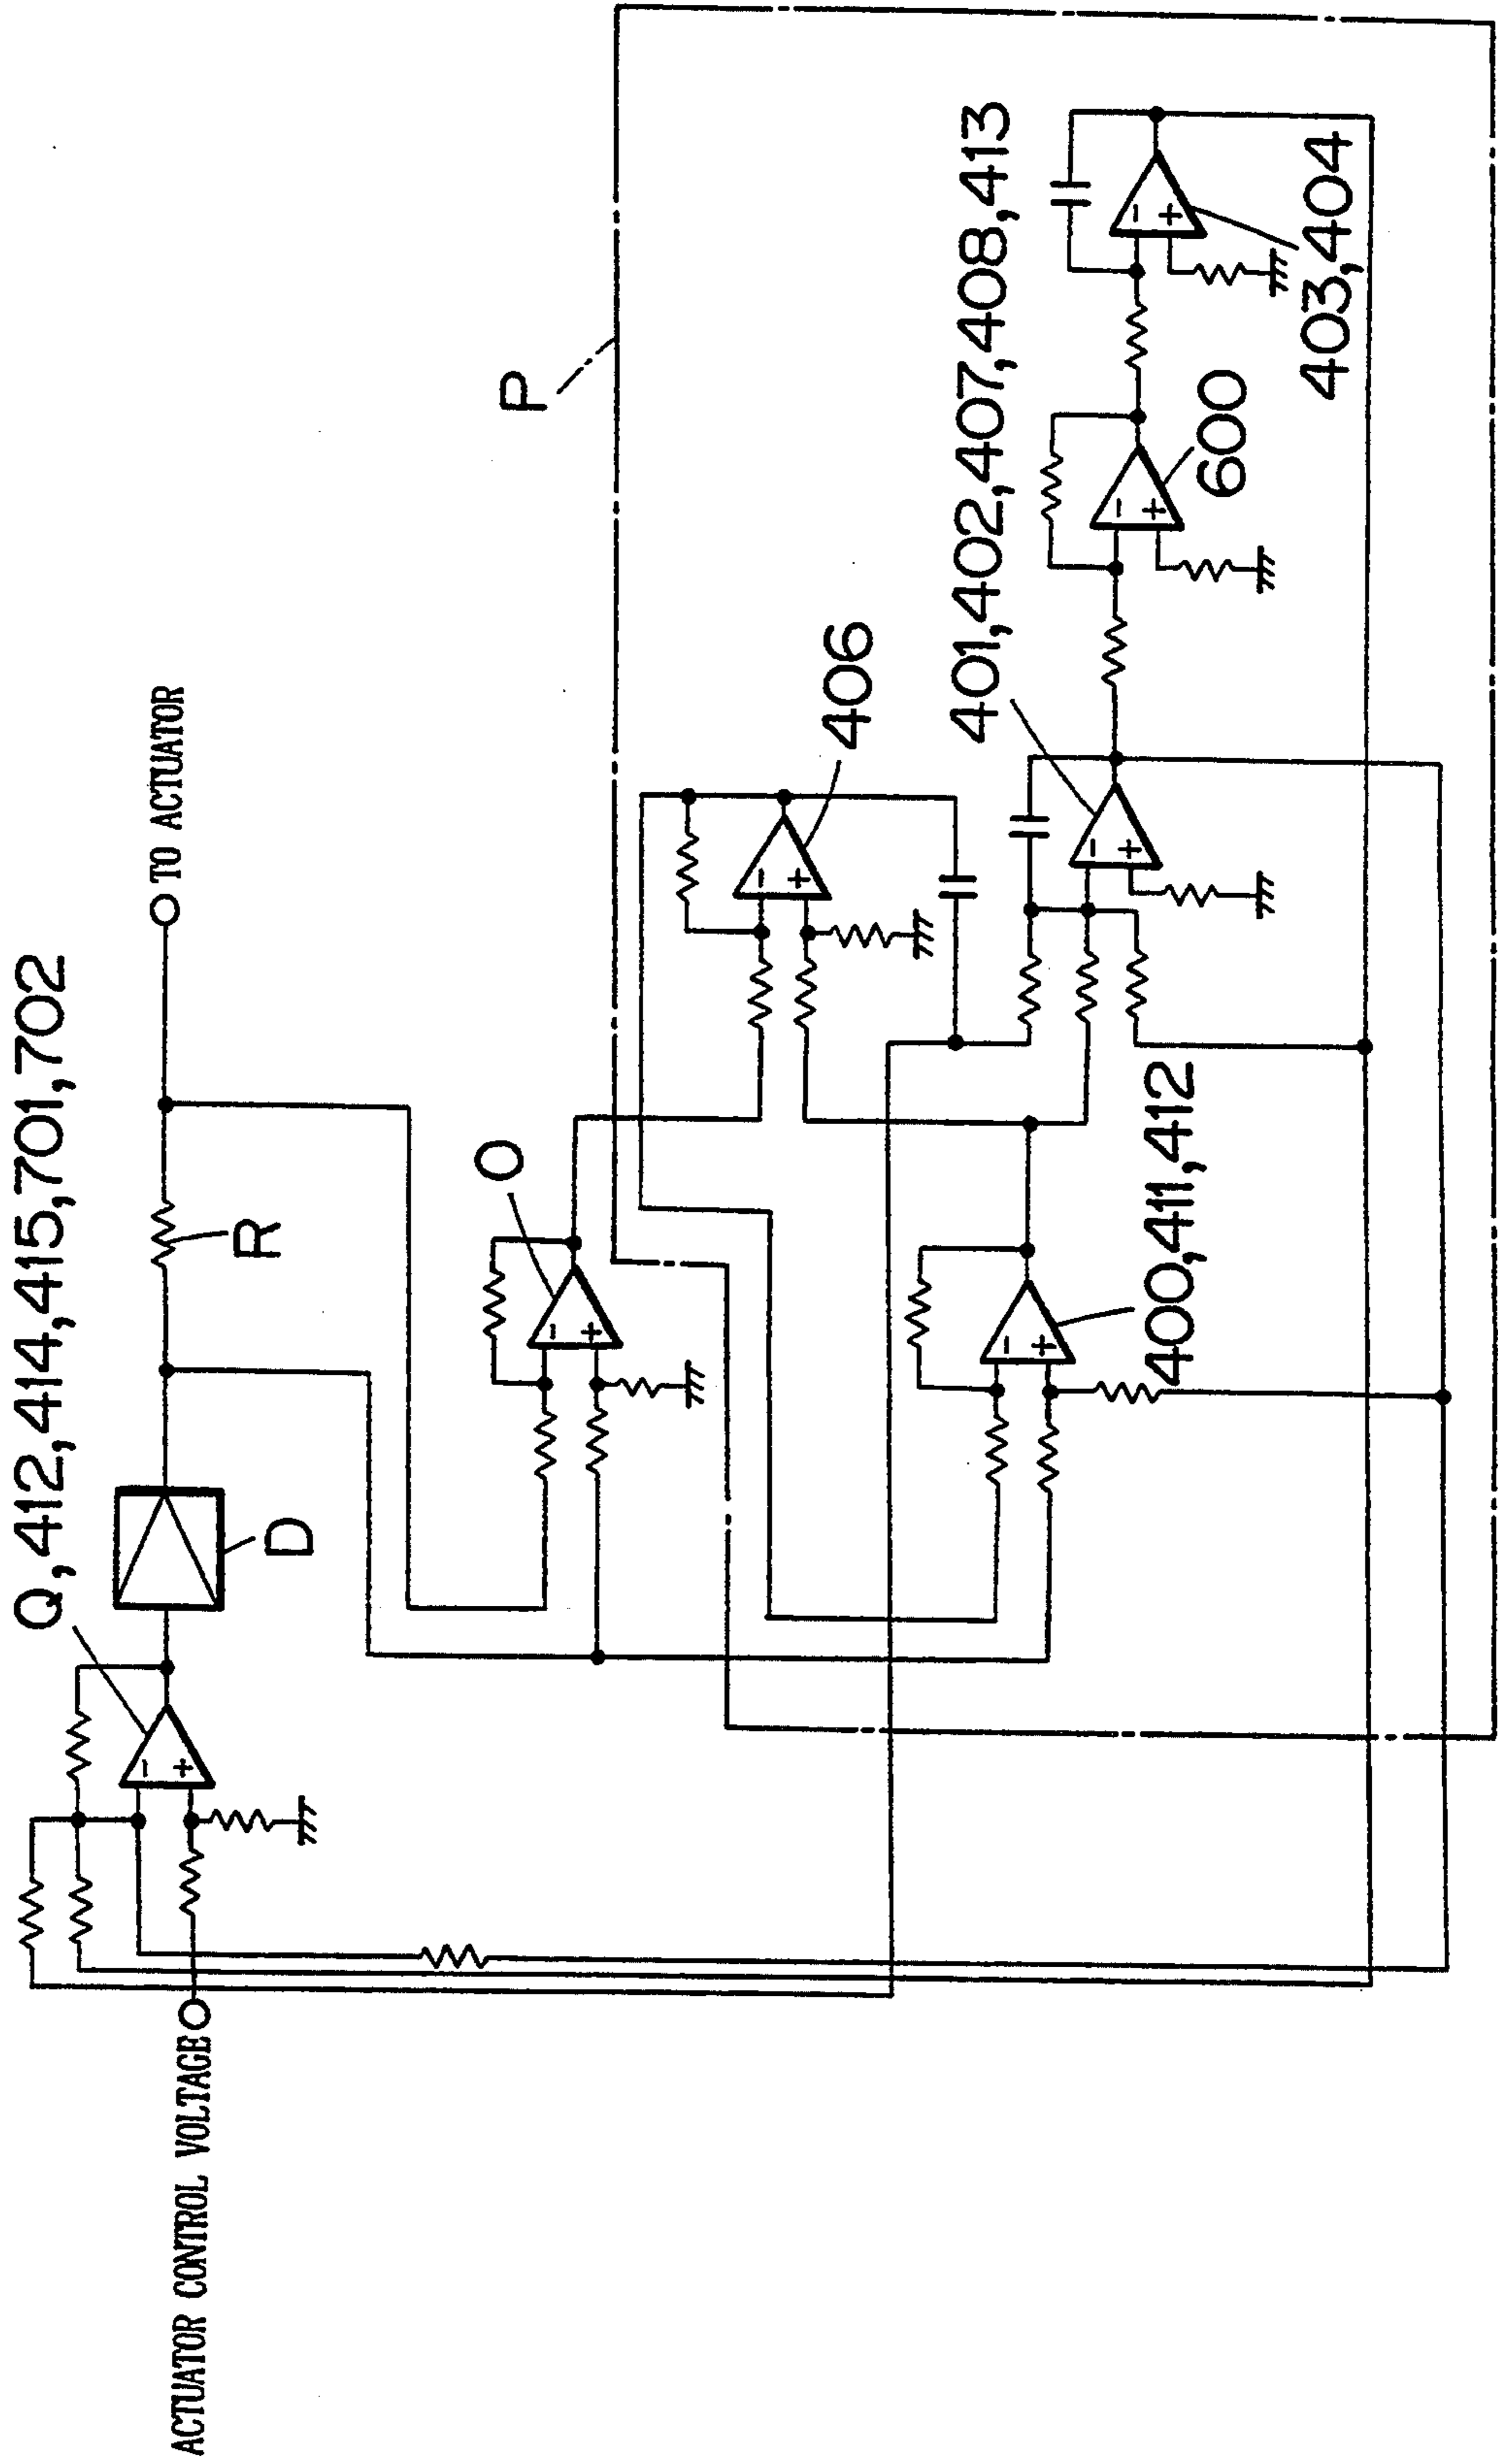 Q,412,414,415,701,702
TO ACTUATOR
D
R
ACTUATOR CONTROL VOLTAGE
P
O
406
401,402,407,408,413
400,411,412
600
403,404
- +
- +
- +
- +
- +
- +
- +